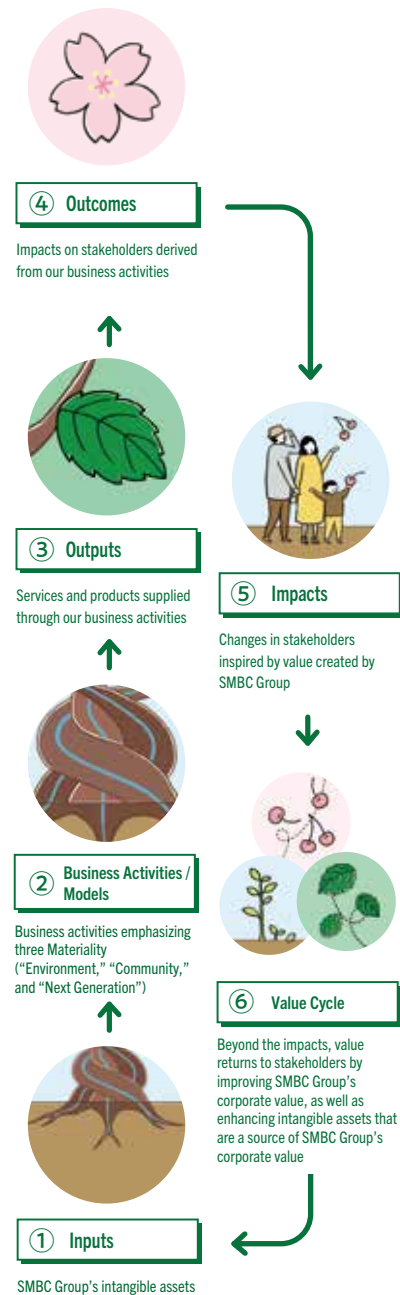 ④ Outcomes
Impacts on stakeholders derived
from our business activities
③ Outputs
Services and products supplied
through our business activities
② Business Activities /
Models
Business activities emphasizing
three Materiality
(“Environment,” “Community,”
and “Next Generation”)
① Inputs
SMBC Group’s intangible assets
⑤ Impacts
Changes in stakeholders
inspired by value created by
SMBC Group
⑥ Value Cycle
Beyond the impacts, value
returns to stakeholders by
improving SMBC Group’s
corporate value, as well as
enhancing intangible assets that
are a source of SMBC Group’s
corporate value